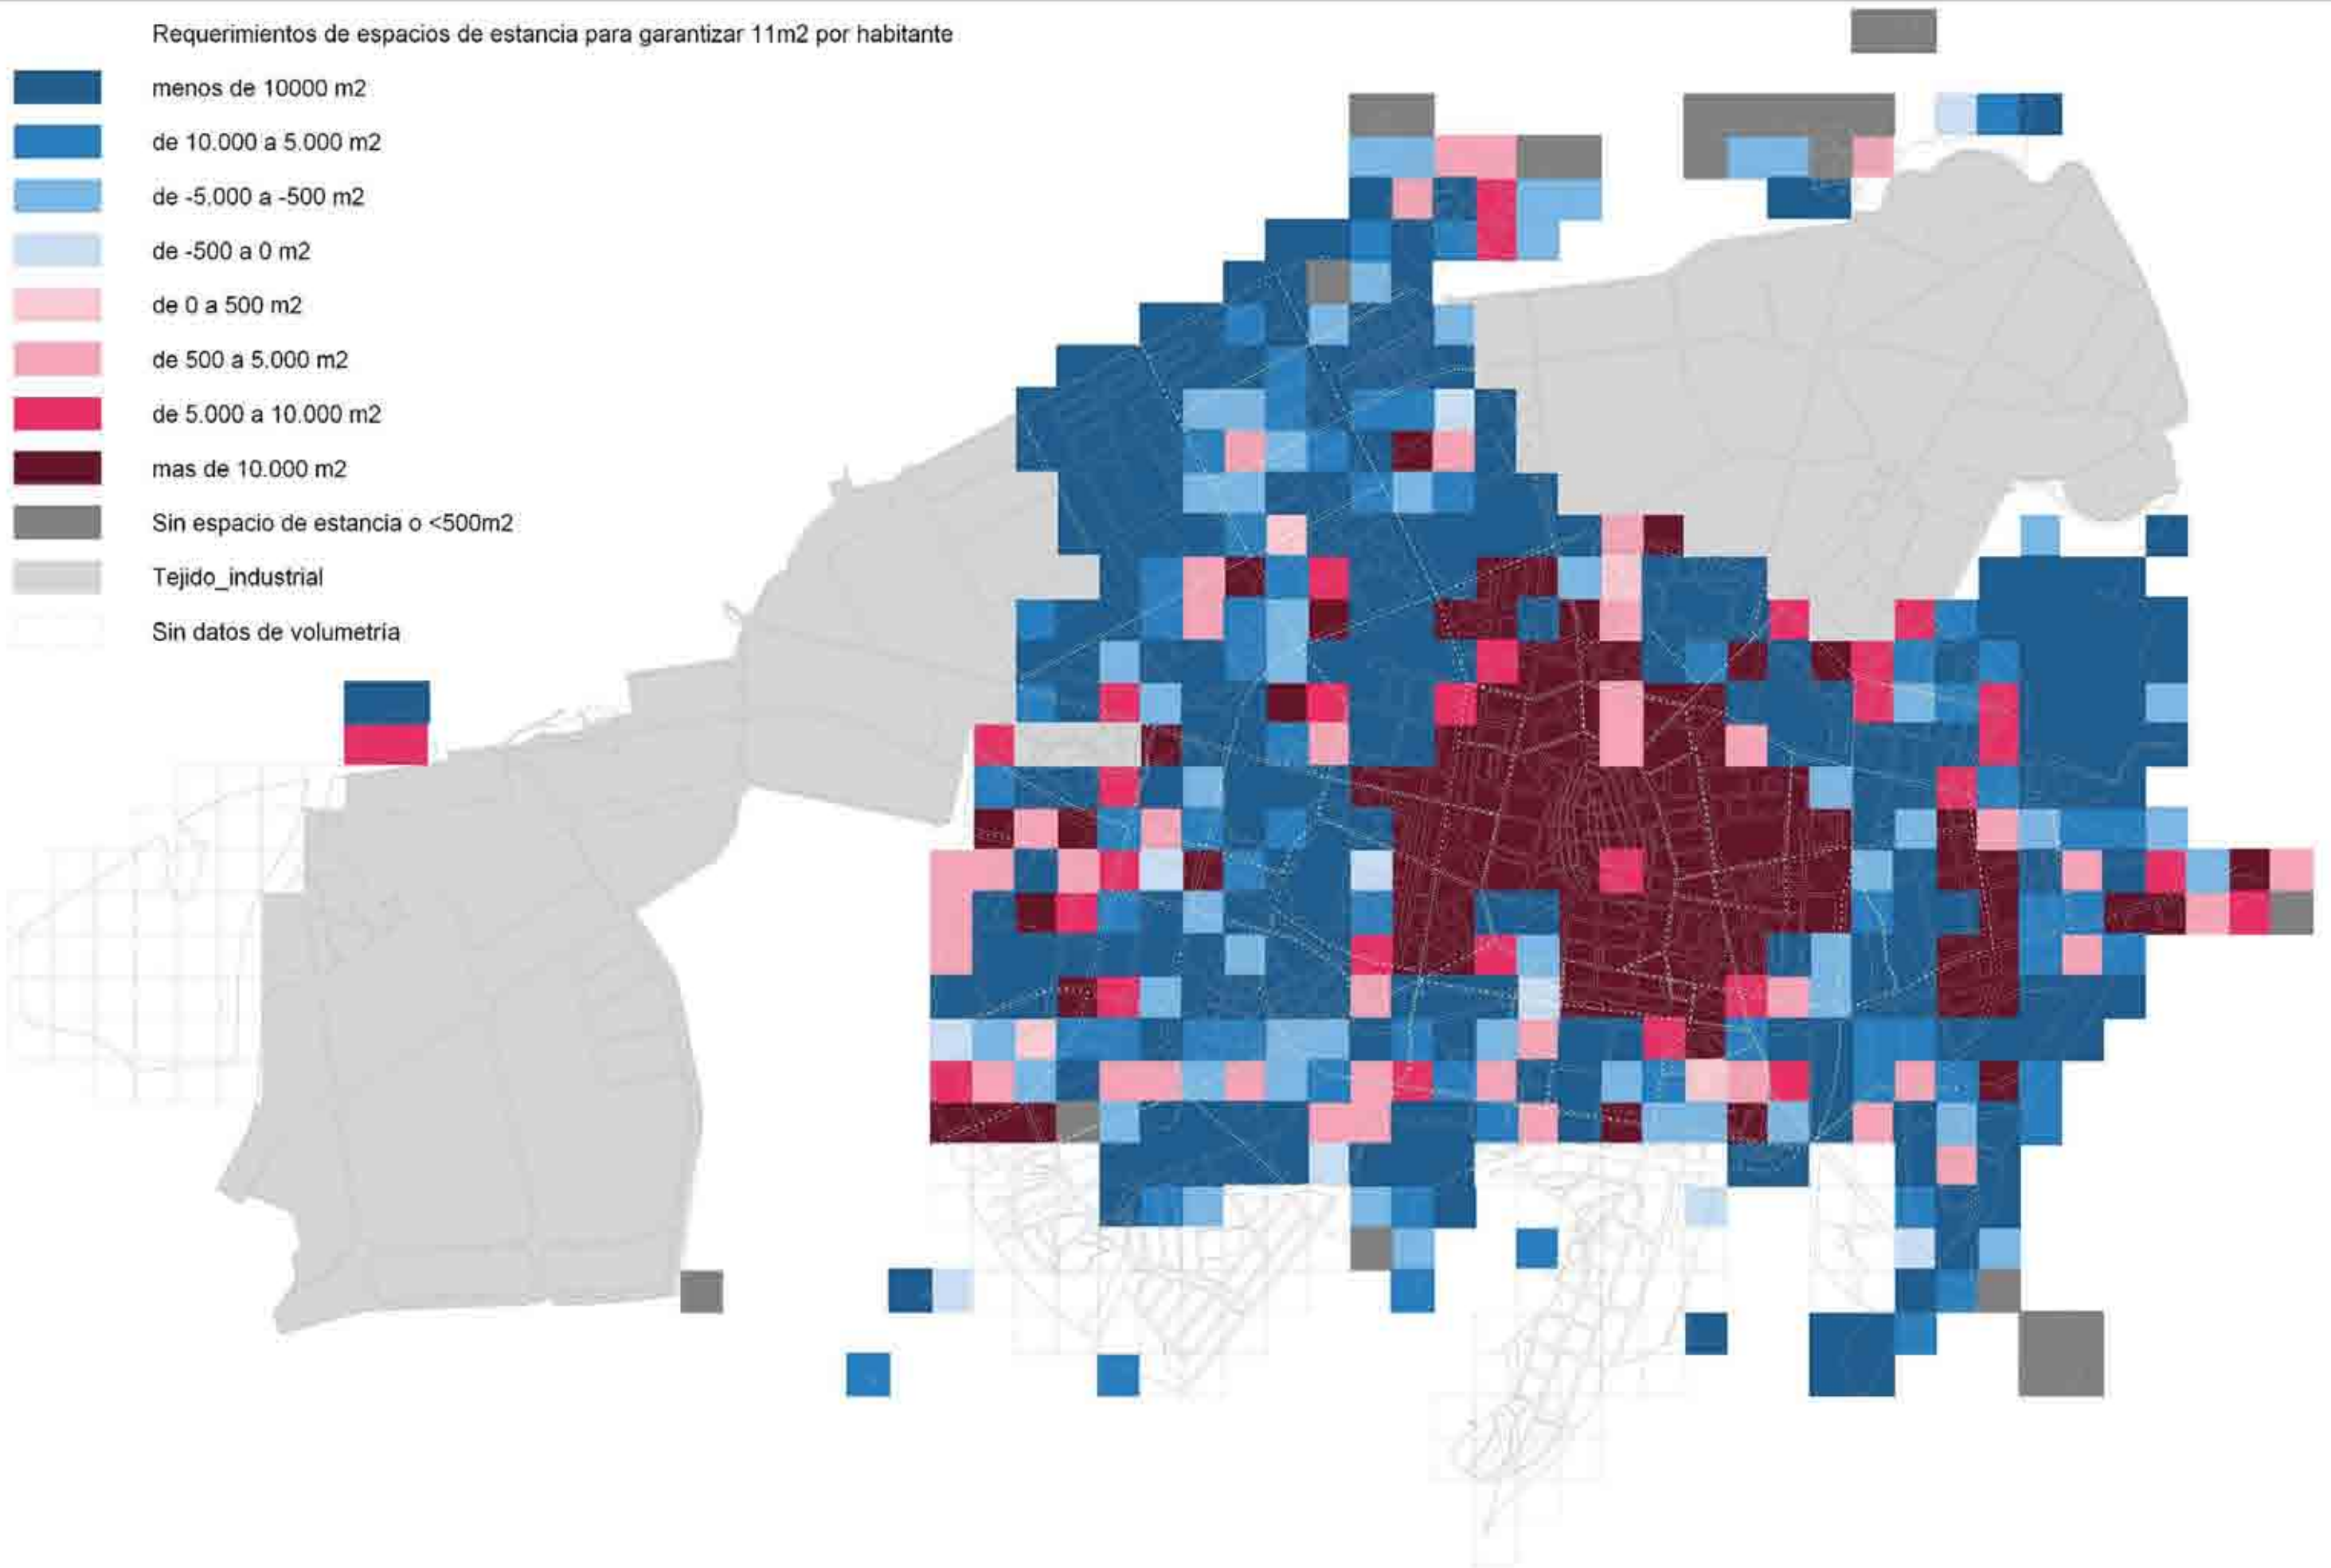 Requerimientos de espacios de estancia para garantizar 11m2 por habitante
menos de 10000 m2
de 10.000 a 5.000 m2
de -5.000 a -500 m2
de -500 a 0 m2
de 0 a 500 m2
de 500 a 5.000 m2
de 5.000 a 10.000 m2
mas de 10.000 m2
Sin espacio de estancia o <500m2
Tejido_industrial
Sin datos de volumetría